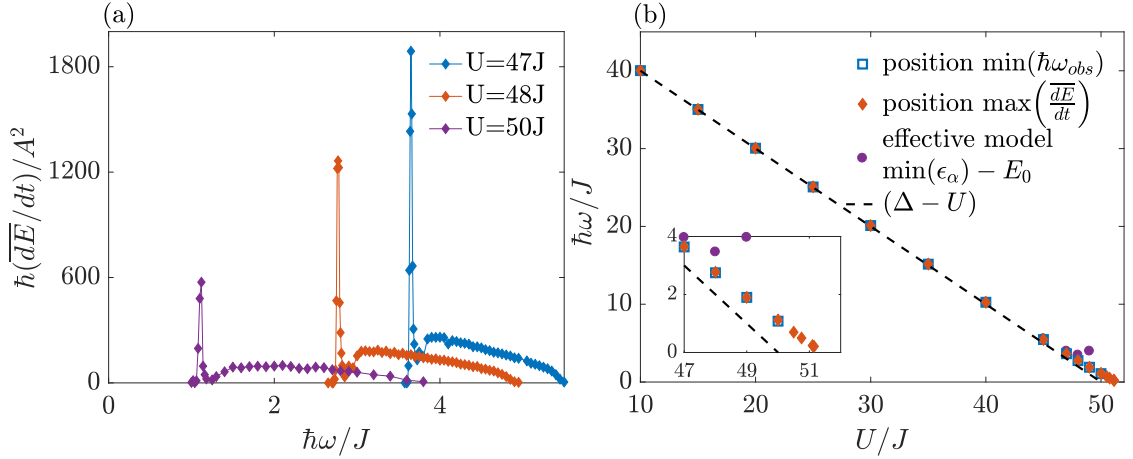 (a)
ħ(dE/dt)/A²
1800
1200
600
0
0
2
4
ħω/J
U=47J
U=48J
U=50J
(b)
ħω/J
40
30
20
10
0
10
20
30
40
50
U/J
position min(ħω_obs)
position max(dE/dt)
effective model
min(ε_α) − E_0
(Δ − U)
4
2
0
47
49
51